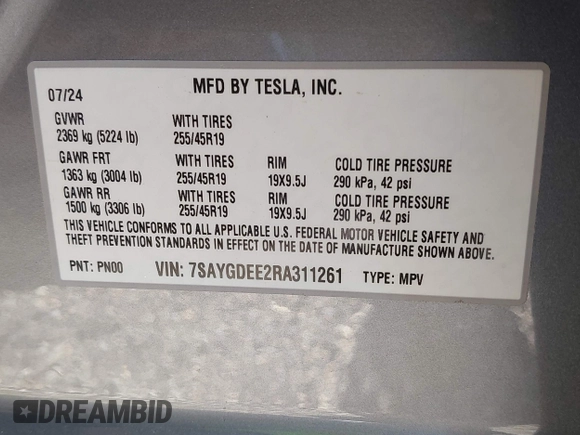 MFD BY TESLA, INC.
07/24
GVWR WITH TIRES
2369 kg (5224 lb) 255/45R19
GAWR FRT WITH TIRES RIM COLD TIRE PRESSURE
1363 kg (3004 lb) 255/45R19 19X9.5J 290 kPa, 42 psi
GAWR RR WITH TIRES RIM COLD TIRE PRESSURE
1500 kg (3306 lb) 255/45R19 19X9.5J 290 kPa, 42 psi
THIS VEHICLE CONFORMS TO ALL APPLICABLE U.S. FEDERAL MOTOR VEHICLE SAFETY AND
THEFT PREVENTION STANDARDS IN EFFECT ON THE DATE OF MANUFACTURE SHOWN ABOVE.
PNT: PN00 VIN: 7SAYGDEE2RA311261 TYPE: MPV
DREAMBID